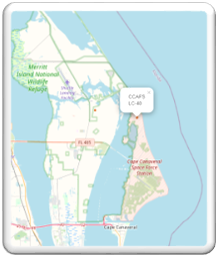 Merritt
Island National
Wildlife
Refuge
CCAFS
LC-40
FL 405
Cape Canaveral
Space Force
Station
Cape Canaveral